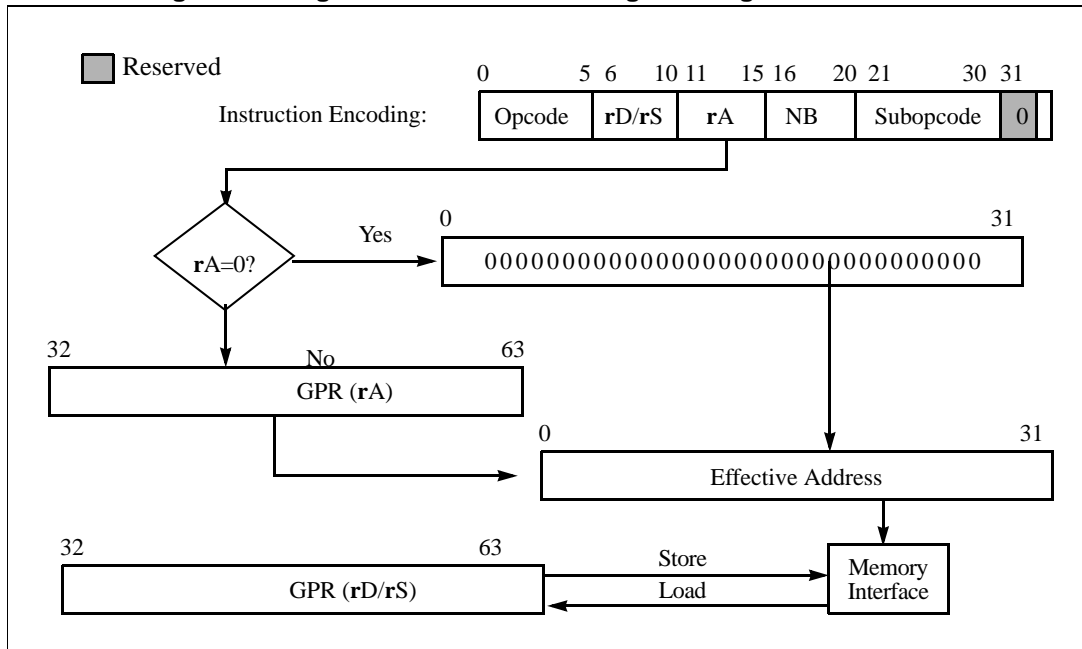 Reserved
0 5 6 10 11 15 16 20 21 30 31
Instruction Encoding: Opcode rD/rS rA NB Subopcode 0
0 31
Yes
rA=0?
00000000000000000000000000000000
32 63
No
GPR (rA)
0 31
Effective Address
32 63
Store
Memory
GPR (rD/rS)
Load
Interface